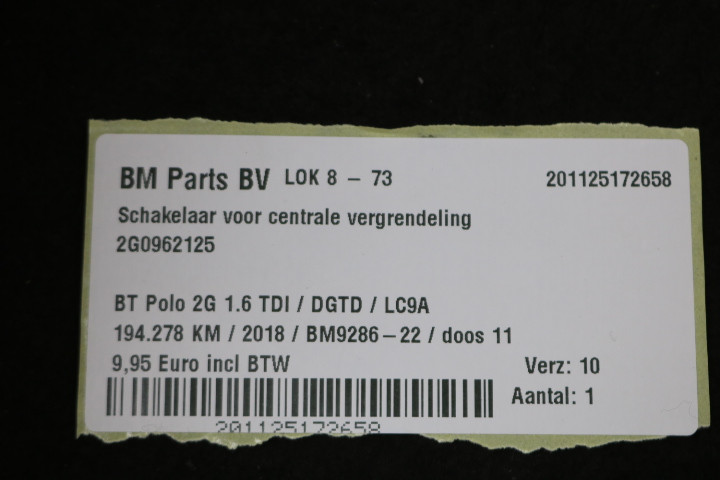 BM Parts BV LOK 8 - 73 201125172658
Schakelaar voor centrale vergrendeling
2G0962125
BT Polo 2G 1.6 TDI / DGTD / LC9A
194.278 KM / 2018 / BM9286-22 / doos 11
9,95 Euro incl BTW Verz: 10
Aantal: 1
201125172658